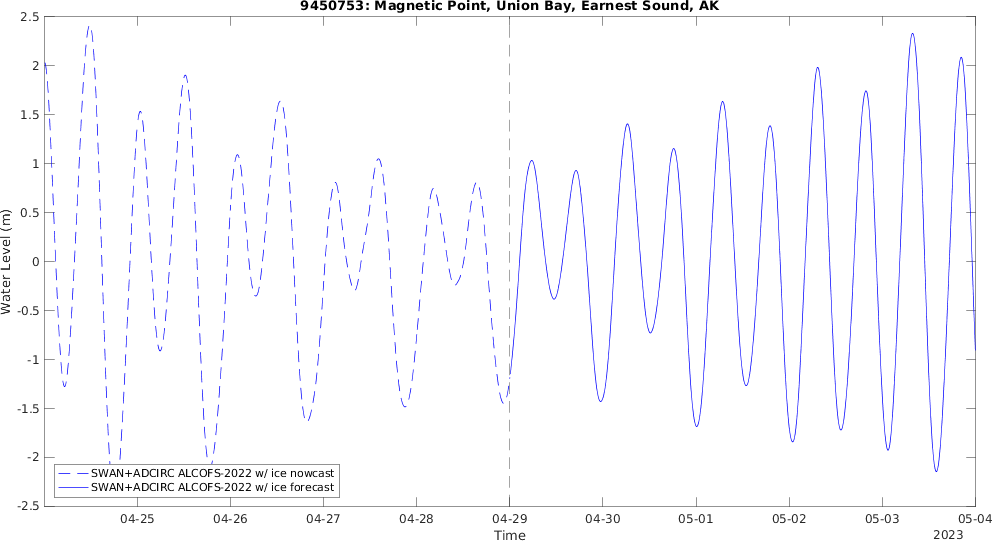 9450753: Magnetic Point, Union Bay, Earnest Sound, AK
2.5
2
1.5
1
0.5
0
-0.5
-1
-1.5
-2
-2.5
Water Level (m)
SWAN+ADCIRC ALCOFS-2022 w/ ice nowcast
SWAN+ADCIRC ALCOFS-2022 w/ ice forecast
04-25 04-26 04-27 04-28 04-29 04-30 05-01 05-02 05-03 05-04
Time
2023